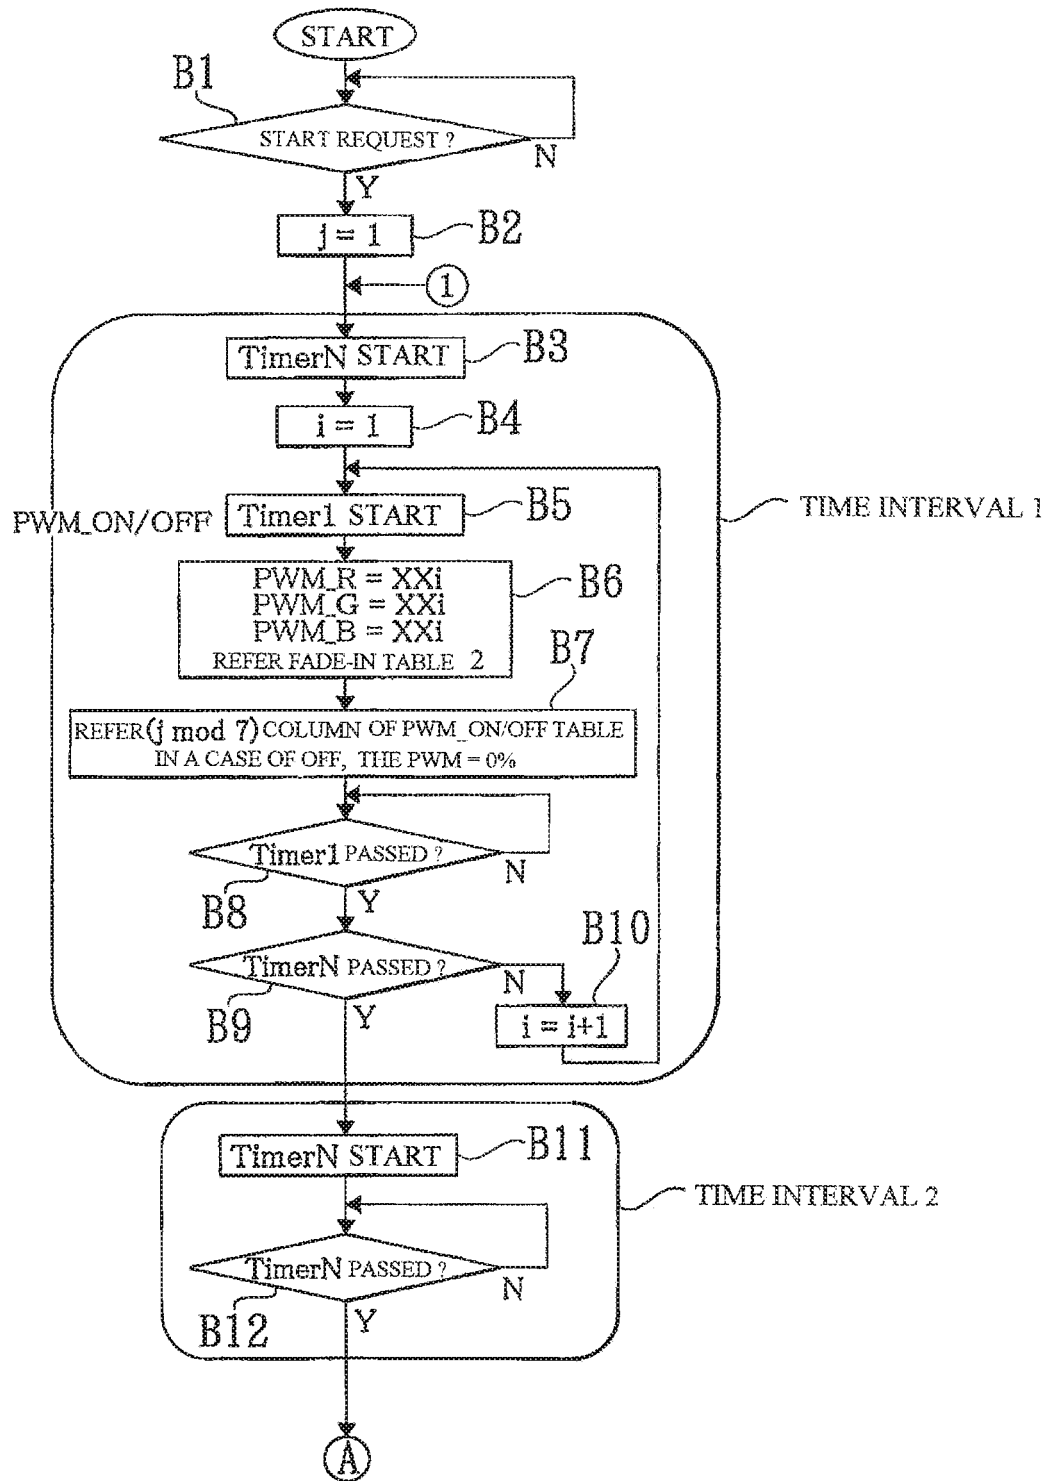 START
B1
START REQUEST ?
N
Y
j = 1
B2
1
TimerN START
B3
i = 1
B4
PWM_ON/OFF
Timer1 START
B5
TIME INTERVAL 1
PWM_R = XXi
PWM_G = XXi
PWM_B = XXi
REFER FADE-IN TABLE 2
B6
B7
REFER (j mod 7) COLUMN OF PWM_ON/OFF TABLE
IN A CASE OF OFF, THE PWM = 0%
Timer1 PASSED ?
N
B8
Y
B10
TimerN PASSED ?
N
B9
Y
i = i+1
TimerN START
B11
TIME INTERVAL 2
TimerN PASSED ?
N
B12
Y
A